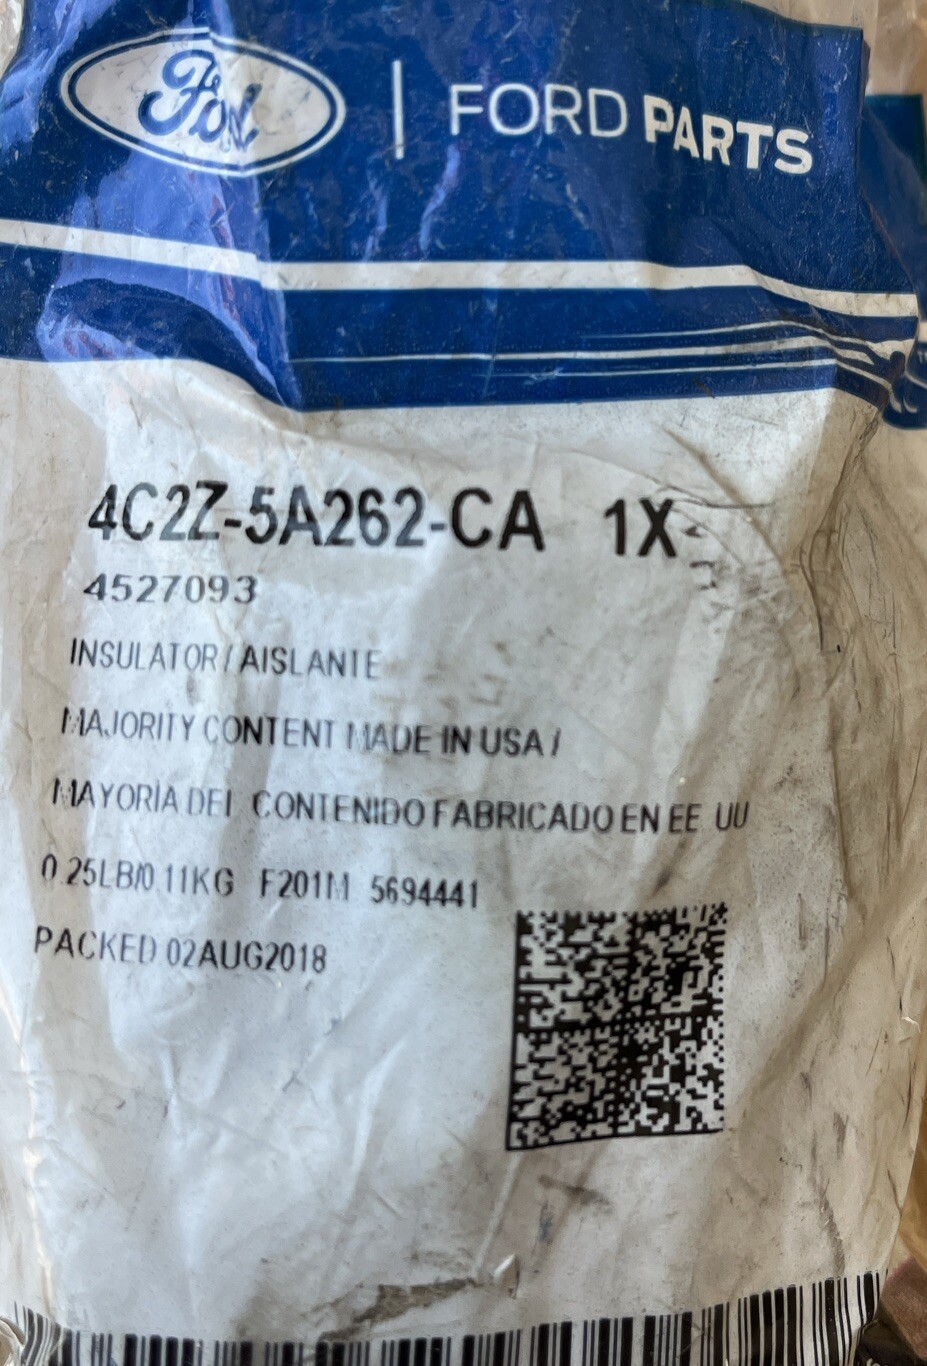 Ford | FORD PARTS
4C2Z-5A262-CA 1X
4527093
INSULATOR / AISLANTE
MAJORITY CONTENT MADE IN USA /
MAYORIA DEL CONTENIDO FABRICADO EN EE UU
0.25LB/0.11KG F201M 5694441
PACKED 02AUG2018